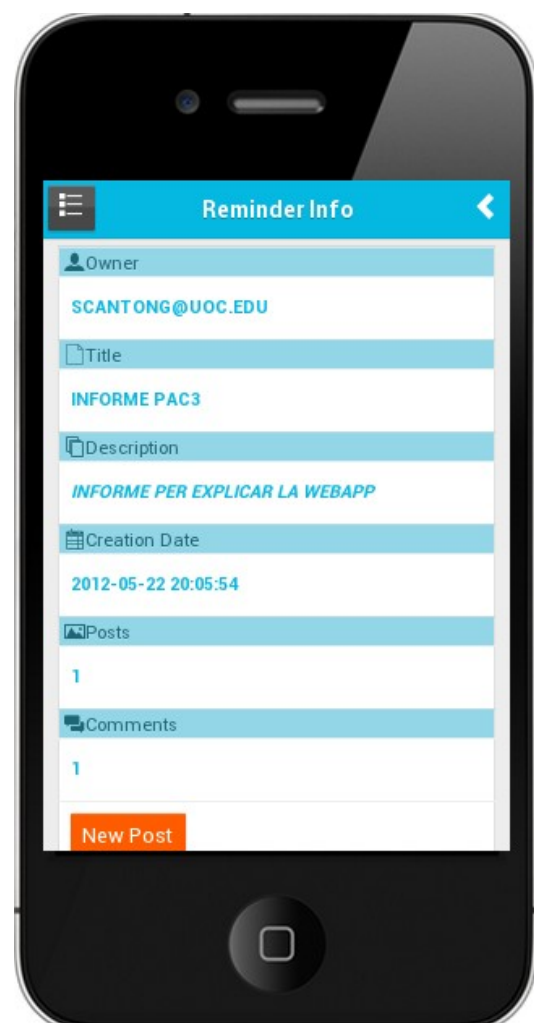 Reminder Info
Owner
SCANTONG@UOC.EDU
Title
INFORME PAC3
Description
INFORME PER EXPLICAR LA WEBAPP
Creation Date
2012-05-22 20:05:54
Posts
1
Comments
1
New Post